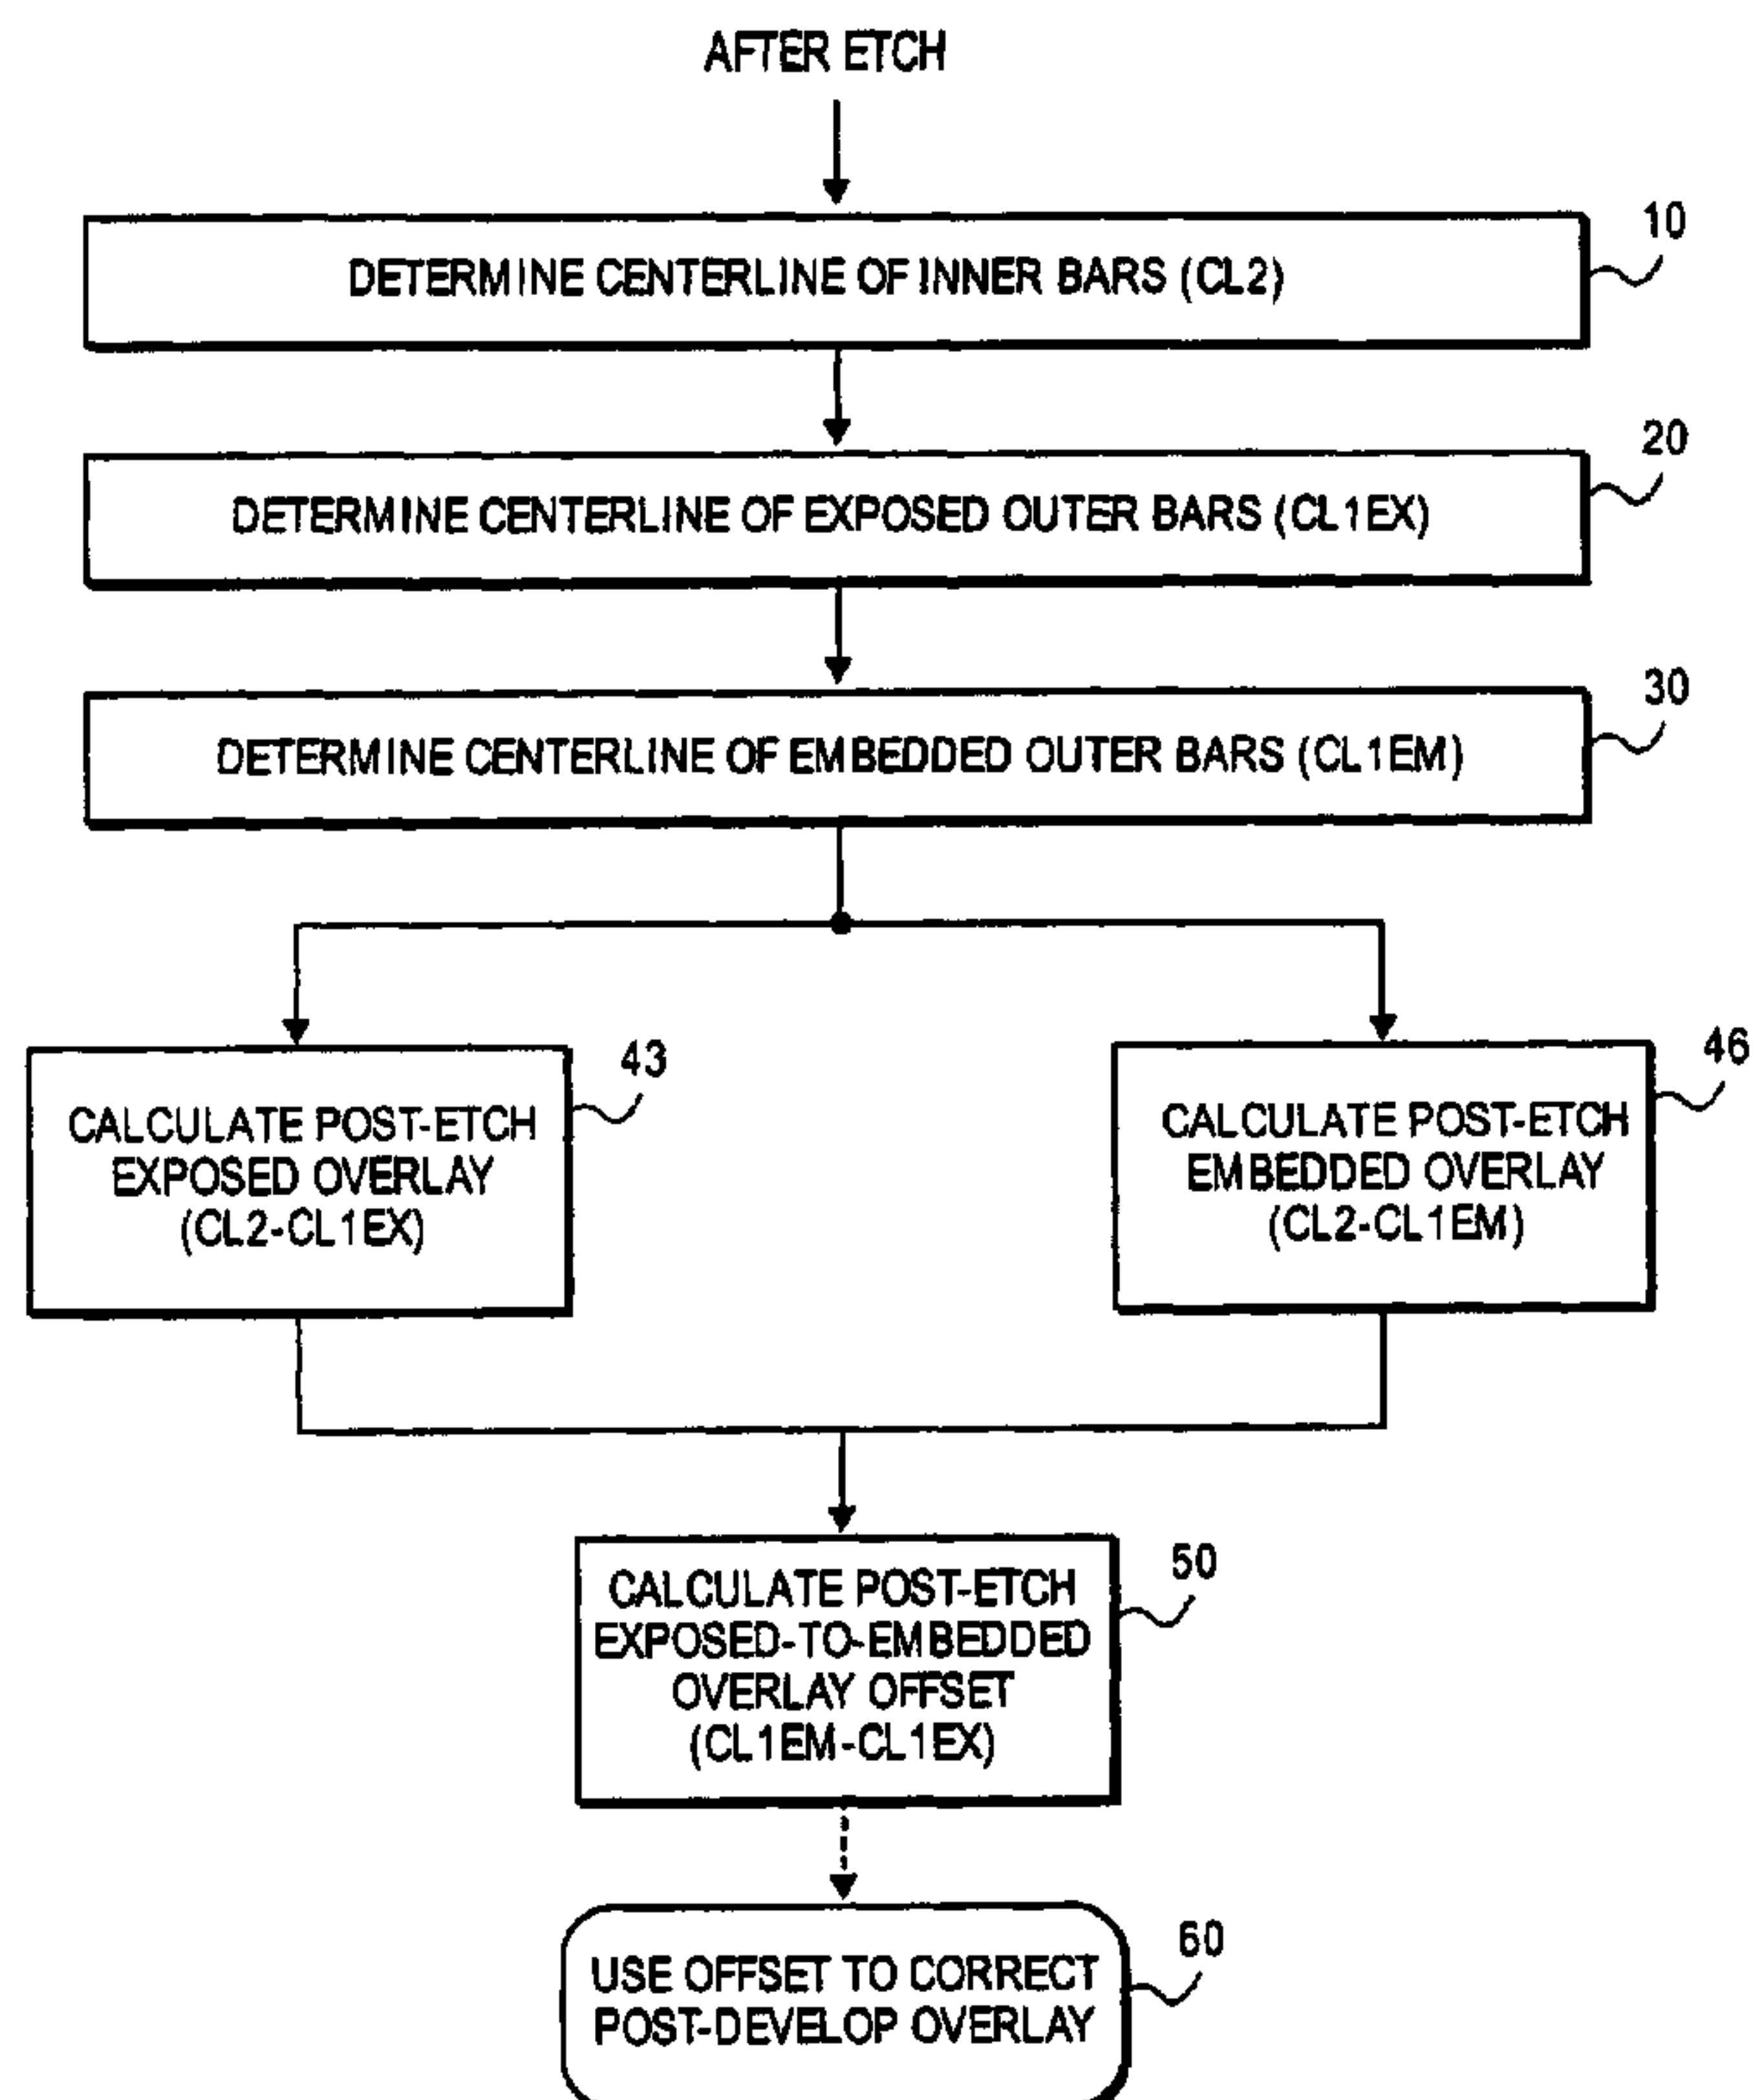 AFTER ETCH
10
DETERMINE CENTERLINE OF INNER BARS (CL2)
20
DETERMINE CENTERLINE OF EXPOSED OUTER BARS (CL1EX)
30
DETERMINE CENTERLINE OF EMBEDDED OUTER BARS (CL1EM)
43
CALCULATE POST-ETCH
EXPOSED OVERLAY
(CL2-CL1EX)
46
CALCULATE POST-ETCH
EMBEDDED OVERLAY
(CL2-CL1EM)
50
CALCULATE POST-ETCH
EXPOSED-TO-EMBEDDED
OVERLAY OFFSET
(CL1EM-CL1EX)
60
USE OFFSET TO CORRECT
POST-DEVELOP OVERLAY